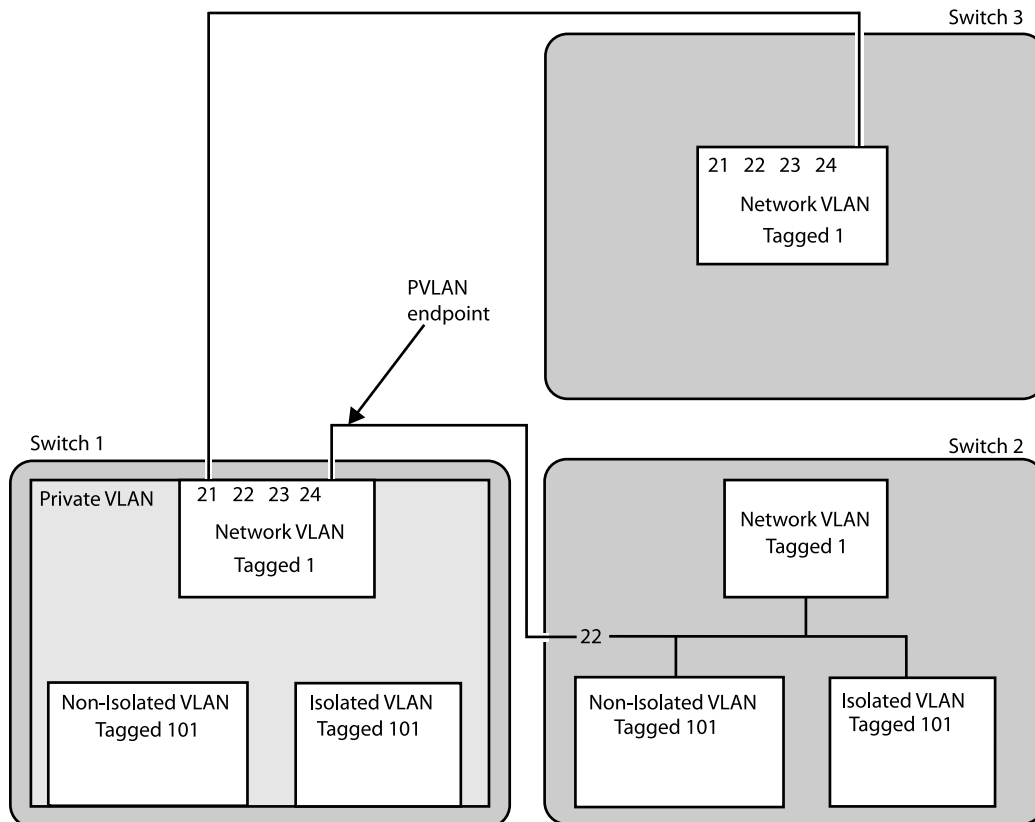 Switch 3
21 22 23 24
Network VLAN
Tagged 1
PVLAN
endpoint
Switch 1
Private VLAN
21 22 23 24
Network VLAN
Tagged 1
Non-Isolated VLAN
Tagged 101
Isolated VLAN
Tagged 101
Switch 2
Network VLAN
Tagged 1
22
Non-Isolated VLAN
Tagged 101
Isolated VLAN
Tagged 101